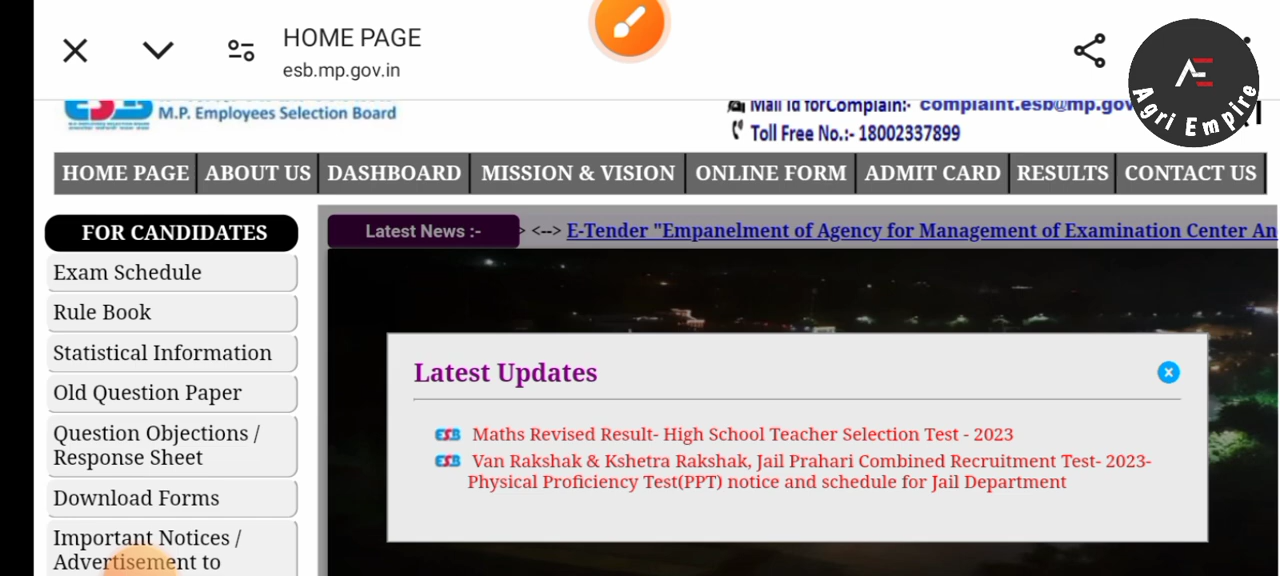 HOME PAGE
esb.mp.gov.in
Agri Empire
M.P. Employees Selection Board
Mail Id forComplain:- complaint.esb@mp.gov
Toll Free No.:- 18002337899
HOME PAGE ABOUT US DASHBOARD MISSION & VISION ONLINE FORM ADMIT CARD RESULTS CONTACT US
FOR CANDIDATES
Exam Schedule
Rule Book
Statistical Information
Old Question Paper
Question Objections /
Response Sheet
Download Forms
Important Notices /
Advertisement to
Latest News :- > <--> E-Tender "Empanelment of Agency for Management of Examination Center An
Latest Updates
ESB Maths Revised Result- High School Teacher Selection Test - 2023
ESB Van Rakshak & Kshetra Rakshak, Jail Prahari Combined Recruitment Test- 2023-
Physical Proficiency Test(PPT) notice and schedule for Jail Department